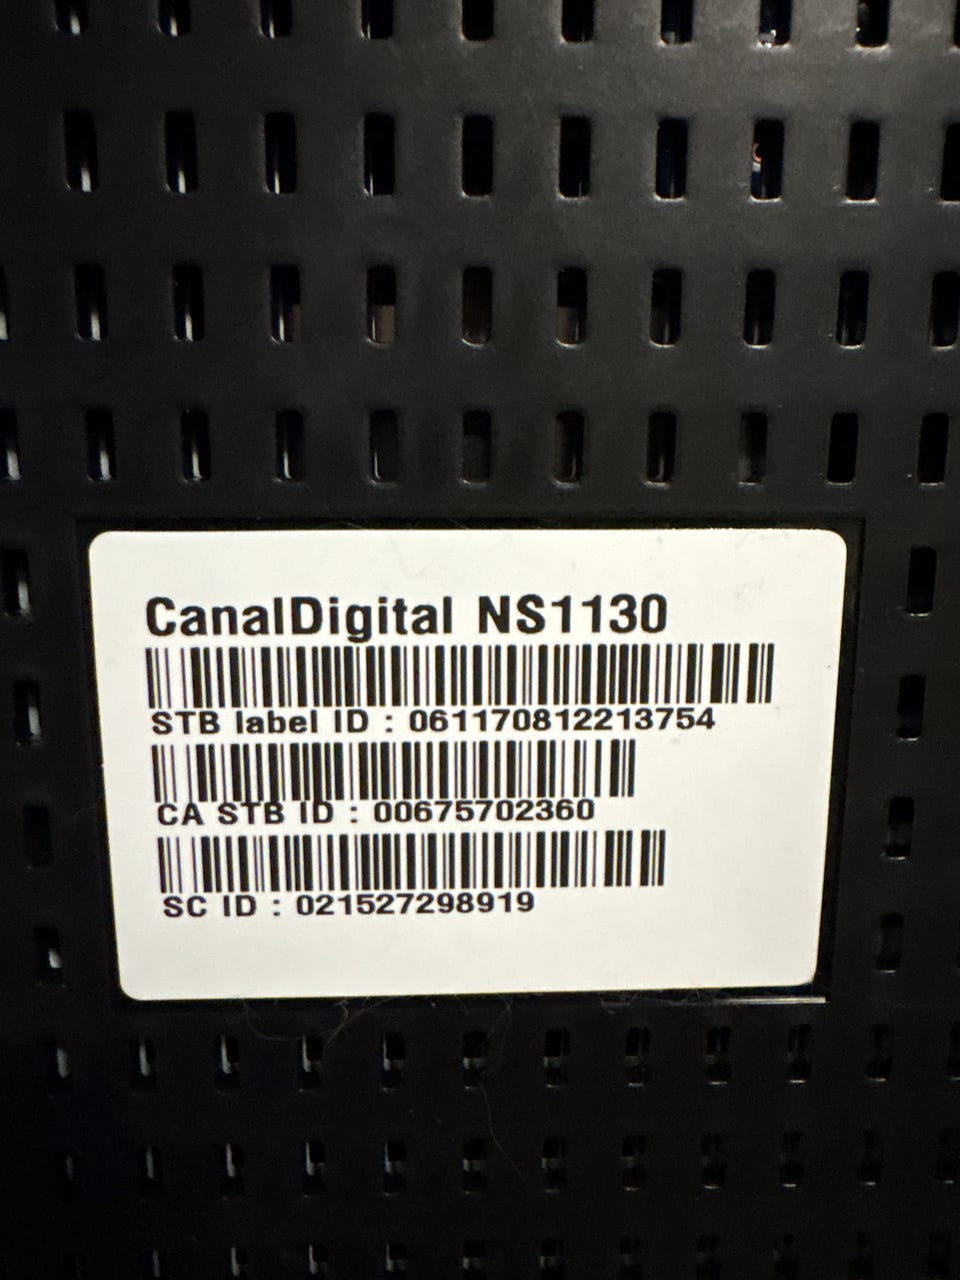 CanalDigital NS1130
STB label ID : 061170812213754
CA STB ID : 00675702360
SC ID : 021527298919